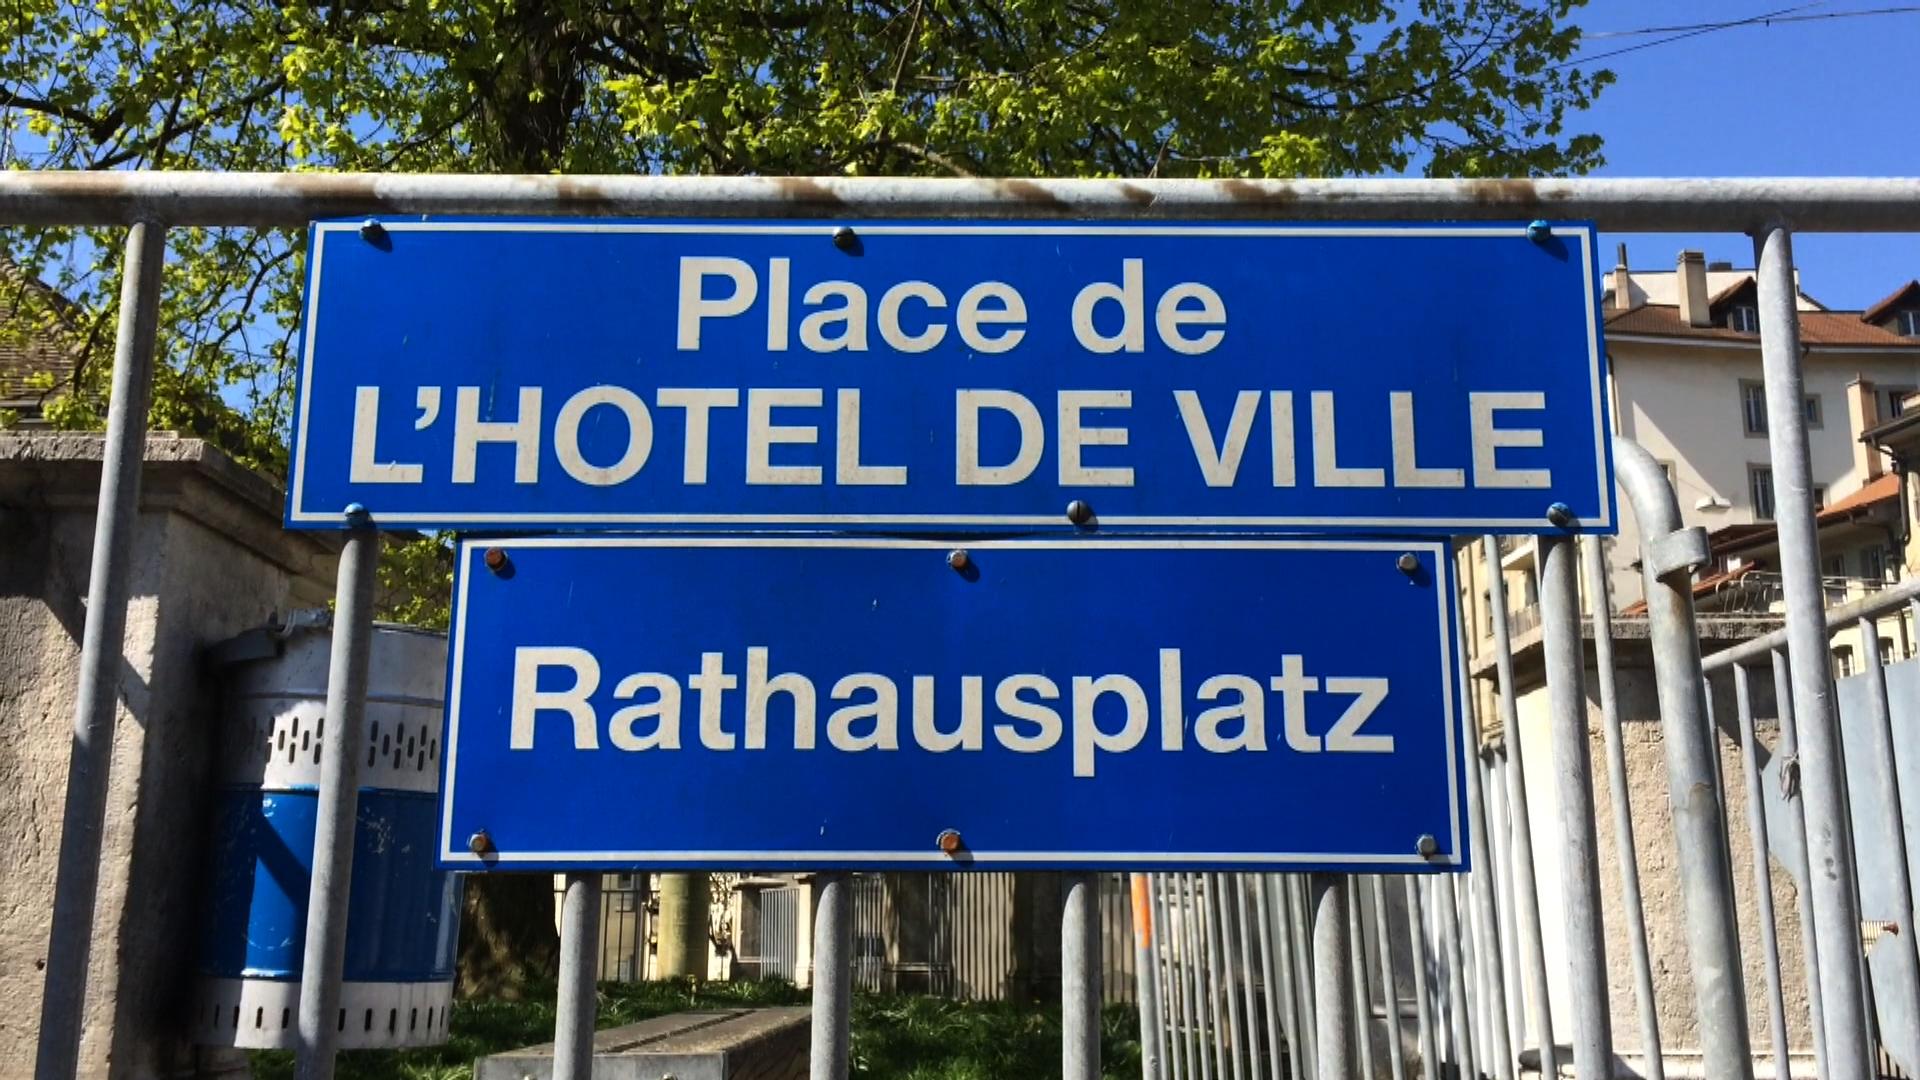 Place de
L'HOTEL DE VILLE
Rathausplatz